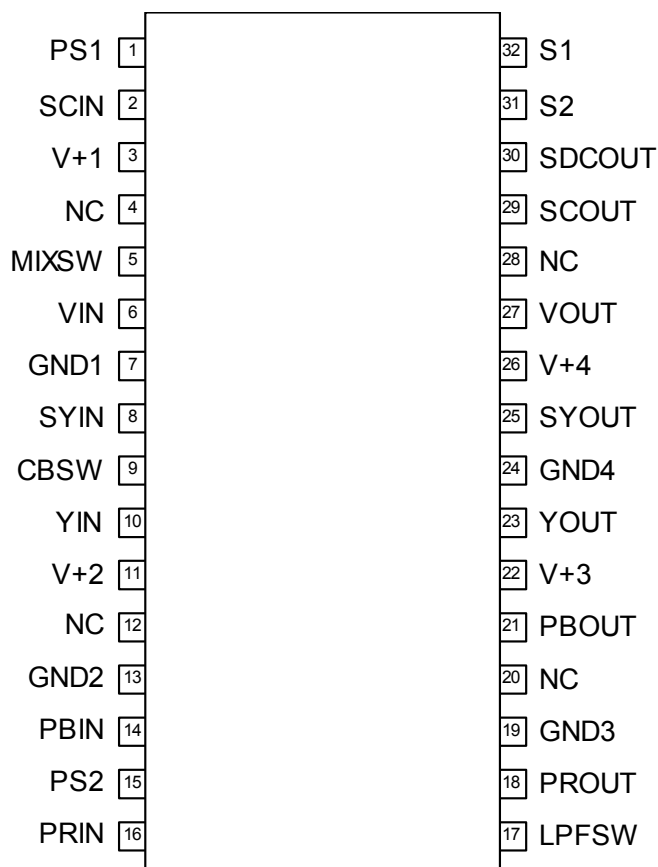 PS1 1 32 S1
SCIN 2 31 S2
V+1 3 30 SDCOUT
NC 4 29 SCOUT
MIXSW 5 28 NC
VIN 6 27 VOUT
GND1 7 26 V+4
SYIN 8 25 SYOUT
CBSW 9 24 GND4
YIN 10 23 YOUT
V+2 11 22 V+3
NC 12 21 PBOUT
GND2 13 20 NC
PBIN 14 19 GND3
PS2 15 18 PROUT
PRIN 16 17 LPFSW